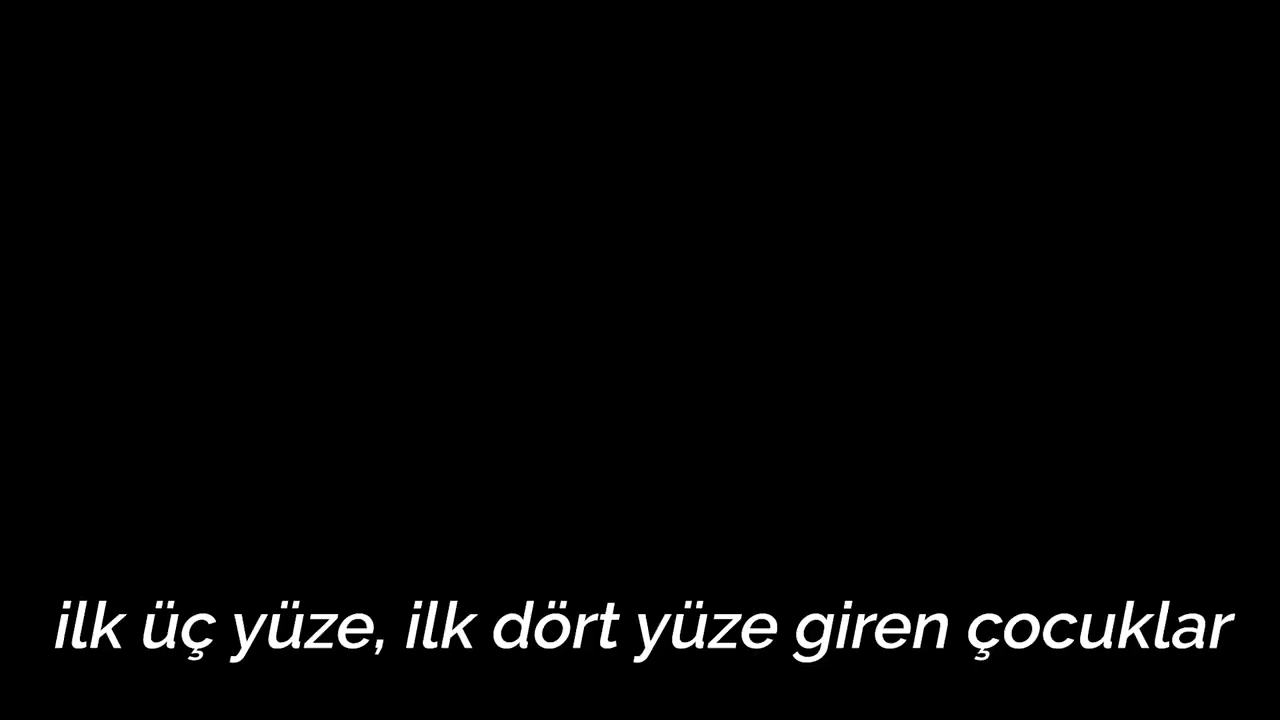 ilk üç yüze, ilk dört yüze giren çocuklar